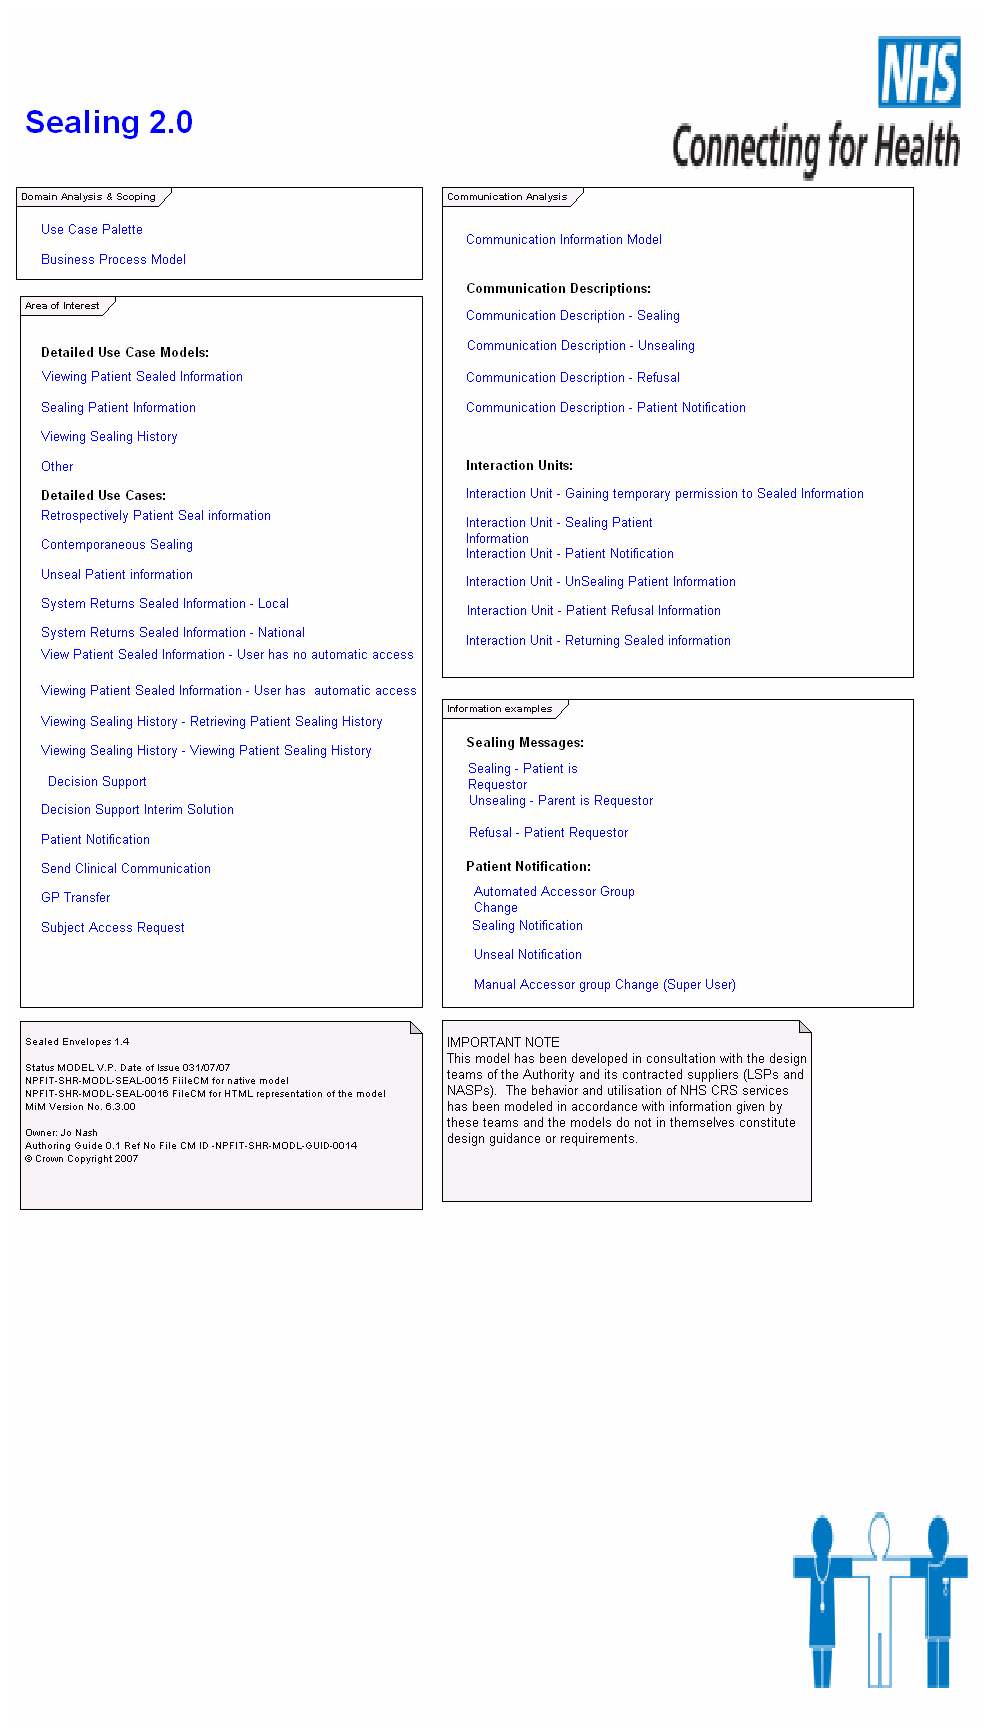 NHS
Connecting for Health
Sealing 2.0
Domain Analysis & Scoping
Use Case Palette
Business Process Model
Area of Interest
Detailed Use Case Models:
Viewing Patient Sealed Information
Sealing Patient Information
Viewing Sealing History
Other
Detailed Use Cases:
Retrospectively Patient Seal information
Contemporaneous Sealing
Unseal Patient information
System Returns Sealed Information - Local
System Returns Sealed Information - National
View Patient Sealed Information - User has no automatic access
Viewing Patient Sealed Information - User has  automatic access
Viewing Sealing History - Retrieving Patient Sealing History
Viewing Sealing History - Viewing Patient Sealing History
Decision Support
Decision Support Interim Solution
Patient Notification
Send Clinical Communication
GP Transfer
Subject Access Request
Sealed Envelopes 1.4
Status MODEL V.P. Date of Issue 031/07/07
NPFIT-SHR-MODL-SEAL-0015 FiileCM for native model
NPFIT-SHR-MODL-SEAL-0016 FileCM for HTML representation of the model
MiM Version No. 6.3.00
Owner: Jo Nash
Authoring Guide 0.1 Ref No File CM ID -NPFIT-SHR-MODL-GUID-0014
© Crown Copyright 2007
Communication Analysis
Communication Information Model
Communication Descriptions:
Communication Description - Sealing
Communication Description - Unsealing
Communication Description - Refusal
Communication Description - Patient Notification
Interaction Units:
Interaction Unit - Gaining temporary permission to Sealed Information
Interaction Unit - Sealing Patient
Information
Interaction Unit - Patient Notification
Interaction Unit - UnSealing Patient Information
Interaction Unit - Patient Refusal Information
Interaction Unit - Returning Sealed information
Information examples
Sealing Messages:
Sealing - Patient is
Requestor
Unsealing - Parent is Requestor
Refusal - Patient Requestor
Patient Notification:
Automated Accessor Group
Change
Sealing Notification
Unseal Notification
Manual Accessor group Change (Super User)
IMPORTANT NOTE
This model has been developed in consultation with the design
teams of the Authority and its contracted suppliers (LSPs and
NASPs).  The behavior and utilisation of NHS CRS services
has been modeled in accordance with information given by
these teams and the models do not in themselves constitute
design guidance or requirements.